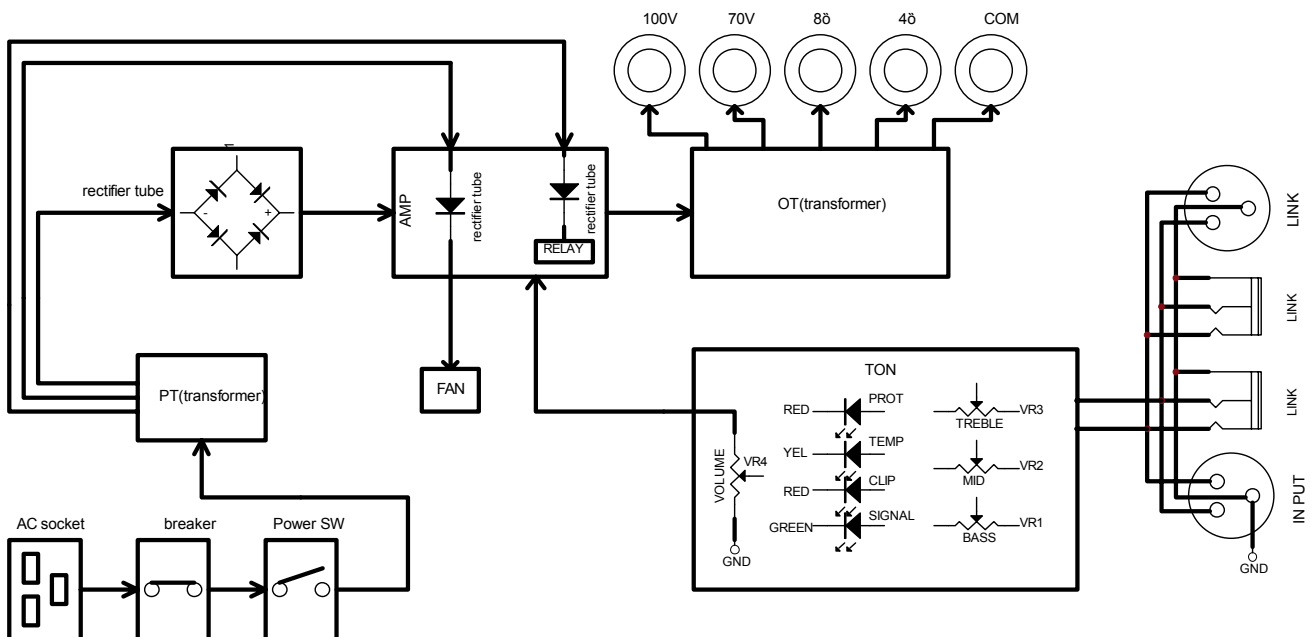 100V
70V
8ò
4ò
COM
rectifier tube
-
+
AMP
rectifier tube
rectifier tube
RELAY
OT(transformer)
LINK
LINK
LINK
IN PUT
GND
PT(transformer)
FAN
TON
RED
PROT
YEL
TEMP
RED
CLIP
GREEN
SIGNAL
VR3
TREBLE
VR2
MID
VR1
BASS
VOLUME
VR4
GND
AC socket
breaker
Power SW